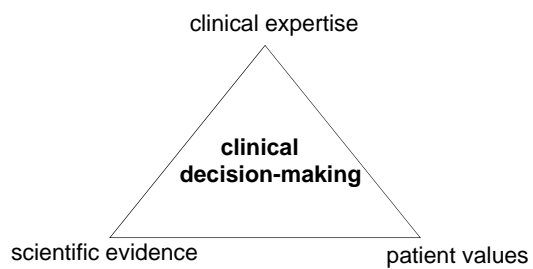 clinical expertise
clinical
decision-making
scientific evidence
patient values